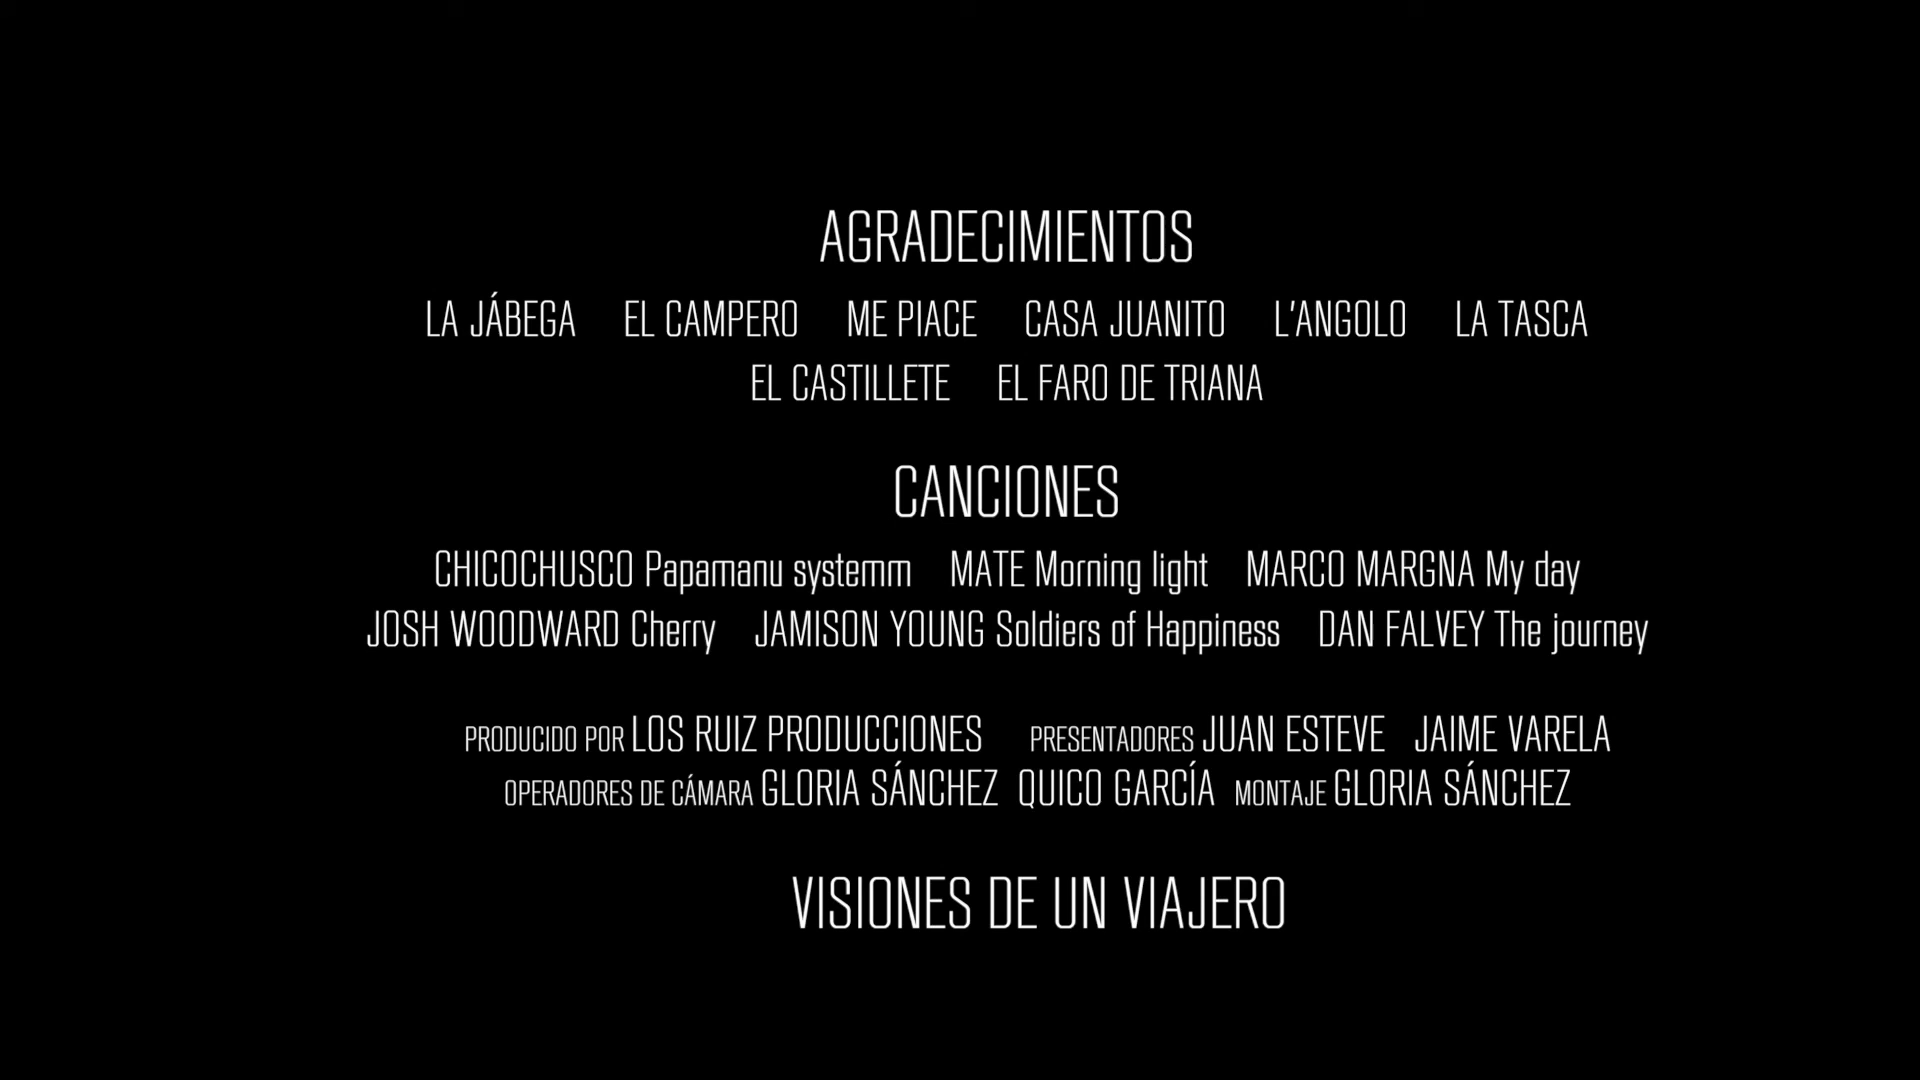 AGRADECIMIENTOS
LA JÁBEGA EL CAMPERO ME PIACE CASA JUANITO L'ANGOLO LA TASCA
EL CASTILLETE EL FARO DE TRIANA
CANCIONES
CHICOCHUSCO Papamanu systemm MATE Morning light MARCO MARGNA My day
JOSH WOODWARD Cherry JAMISON YOUNG Soldiers of Happiness DAN FALVEY The journey
PRODUCIDO POR LOS RUIZ PRODUCCIONES PRESENTADORES JUAN ESTEVE JAIME VARELA
OPERADORES DE CÁMARA GLORIA SÁNCHEZ QUICO GARCÍA MONTAJE GLORIA SÁNCHEZ
VISIONES DE UN VIAJERO